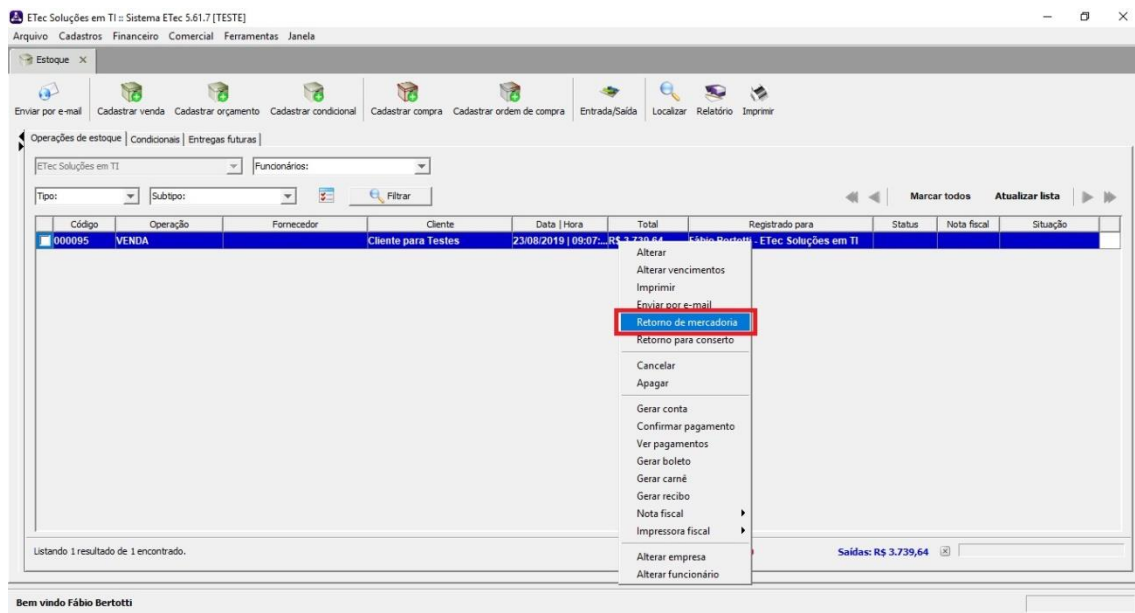 ETec Soluções em TI :: Sistema ETec 5.61.7 [TESTE]
Arquivo Cadastros Financeiro Comercial Ferramentas Janela
Estoque
Enviar por e-mail Cadastrar venda Cadastrar orçamento Cadastrar condicional Cadastrar compra Cadastrar ordem de compra Entrada/Saída Localizar Relatório Imprimir
Operações de estoque Condicionais Entregas futuras
ETec Soluções em TI Funcionários:
Tipo: Subtipo: Filtrar Marcar todos Atualizar lista
Código Operação Fornecedor Cliente Data | Hora Total Registrado para Status Nota fiscal Situação
000095 VENDA Cliente para Testes 23/08/2019 | 09:07:... R$ 3.739,64 Fábio Bertotti - ETec Soluções em TI
Alterar
Alterar vencimentos
Imprimir
Enviar por e-mail
Retorno de mercadoria
Retorno para conserto
Cancelar
Apagar
Gerar conta
Confirmar pagamento
Ver pagamentos
Gerar boleto
Gerar carnê
Gerar recibo
Nota fiscal
Impressora fiscal
Alterar empresa
Alterar funcionário
Listando 1 resultado de 1 encontrado. Saídas: R$ 3.739,64
Bem vindo Fábio Bertotti